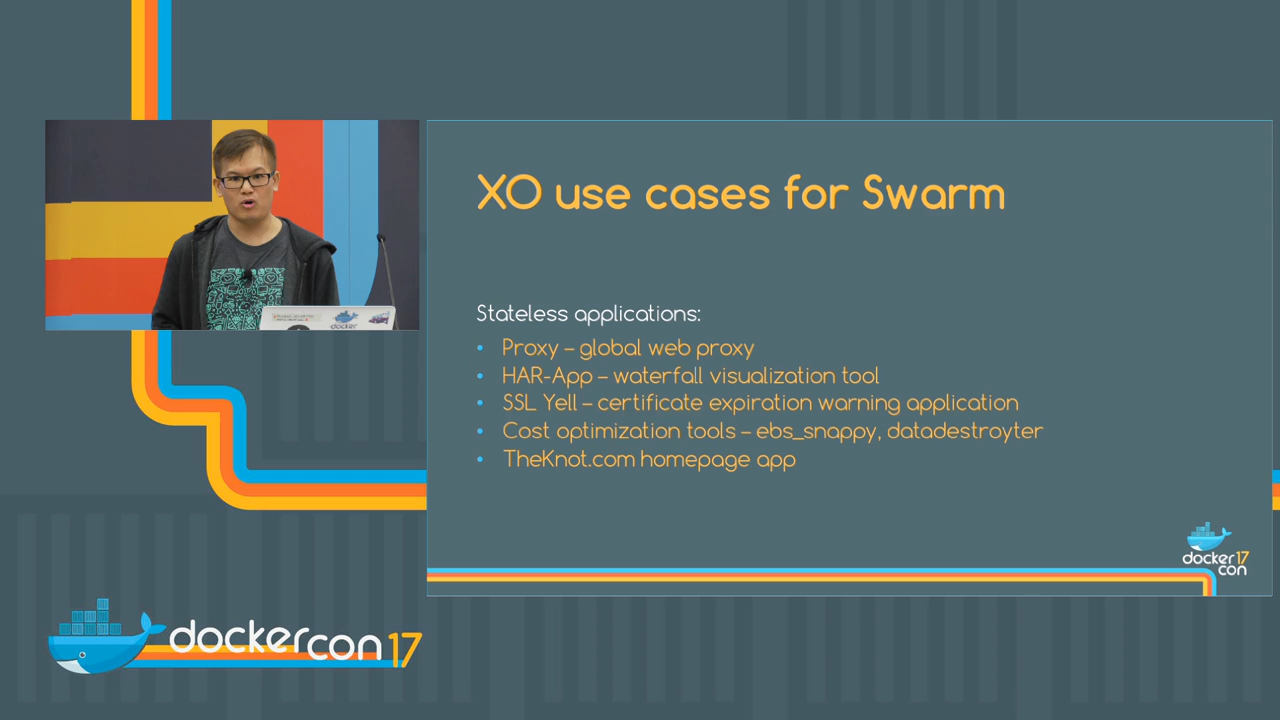 XO use cases for Swarm
Stateless applications:
• Proxy – global web proxy
• HAR-App – waterfall visualization tool
• SSL Yell – certificate expiration warning application
• Cost optimization tools – ebs_snappy, datadestroyter
• TheKnot.com homepage app
docker
docker 17
con
dockercon 17